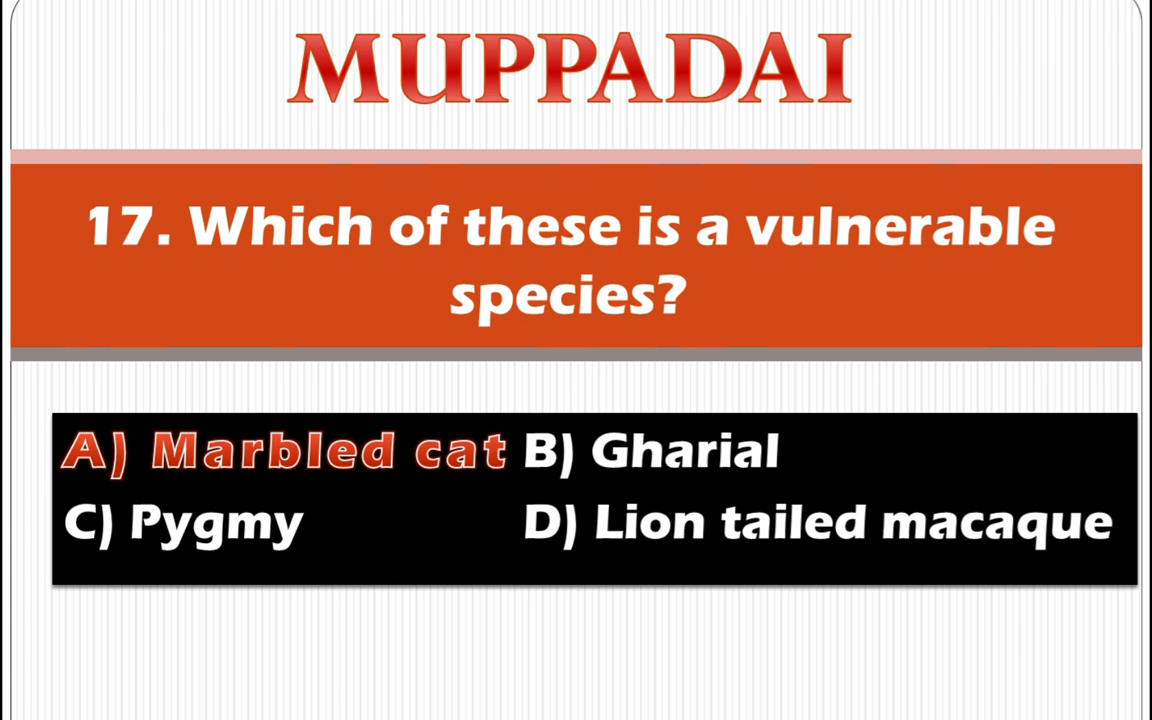 MUPPADAI
17. Which of these is a vulnerable
species?
A) Marbled cat B) Gharial
C) Pygmy D) Lion tailed macaque